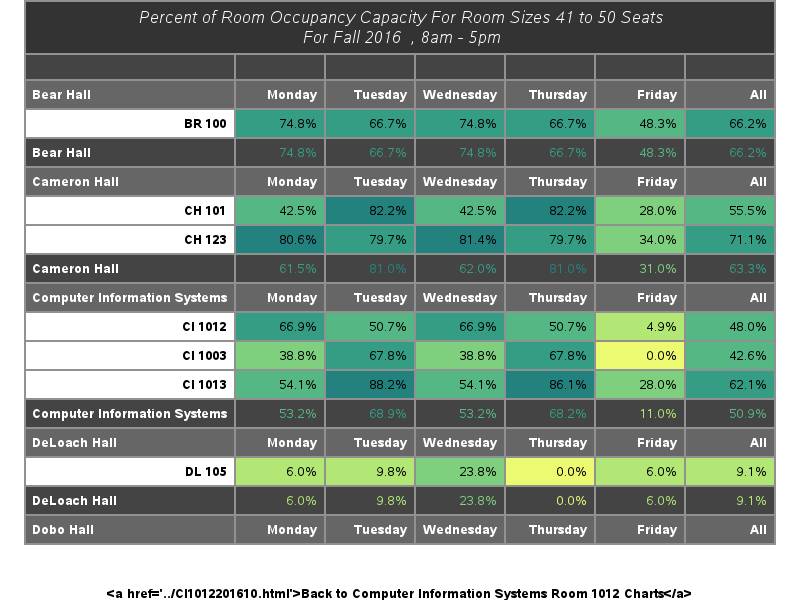 Percent of Room Occupancy Capacity For Room Sizes 41 to 50 Seats
For Fall 2016 , 8am - 5pm
Bear Hall Monday Tuesday Wednesday Thursday Friday All
BR 100 74.8% 66.7% 74.8% 66.7% 48.3% 66.2%
Bear Hall 74.8% 66.7% 74.8% 66.7% 48.3% 66.2%
Cameron Hall Monday Tuesday Wednesday Thursday Friday All
CH 101 42.5% 82.2% 42.5% 82.2% 28.0% 55.5%
CH 123 80.6% 79.7% 81.4% 79.7% 34.0% 71.1%
Cameron Hall 61.5% 81.0% 62.0% 81.0% 31.0% 63.3%
Computer Information Systems Monday Tuesday Wednesday Thursday Friday All
CI 1012 66.9% 50.7% 66.9% 50.7% 4.9% 48.0%
CI 1003 38.8% 67.8% 38.8% 67.8% 0.0% 42.6%
CI 1013 54.1% 88.2% 54.1% 86.1% 28.0% 62.1%
Computer Information Systems 53.2% 68.9% 53.2% 68.2% 11.0% 50.9%
DeLoach Hall Monday Tuesday Wednesday Thursday Friday All
DL 105 6.0% 9.8% 23.8% 0.0% 6.0% 9.1%
DeLoach Hall 6.0% 9.8% 23.8% 0.0% 6.0% 9.1%
Dobo Hall Monday Tuesday Wednesday Thursday Friday All
&lt;a href='../CI1012201610.html'&gt;Back to Computer Information Systems Room 1012 Charts&lt;/a&gt;